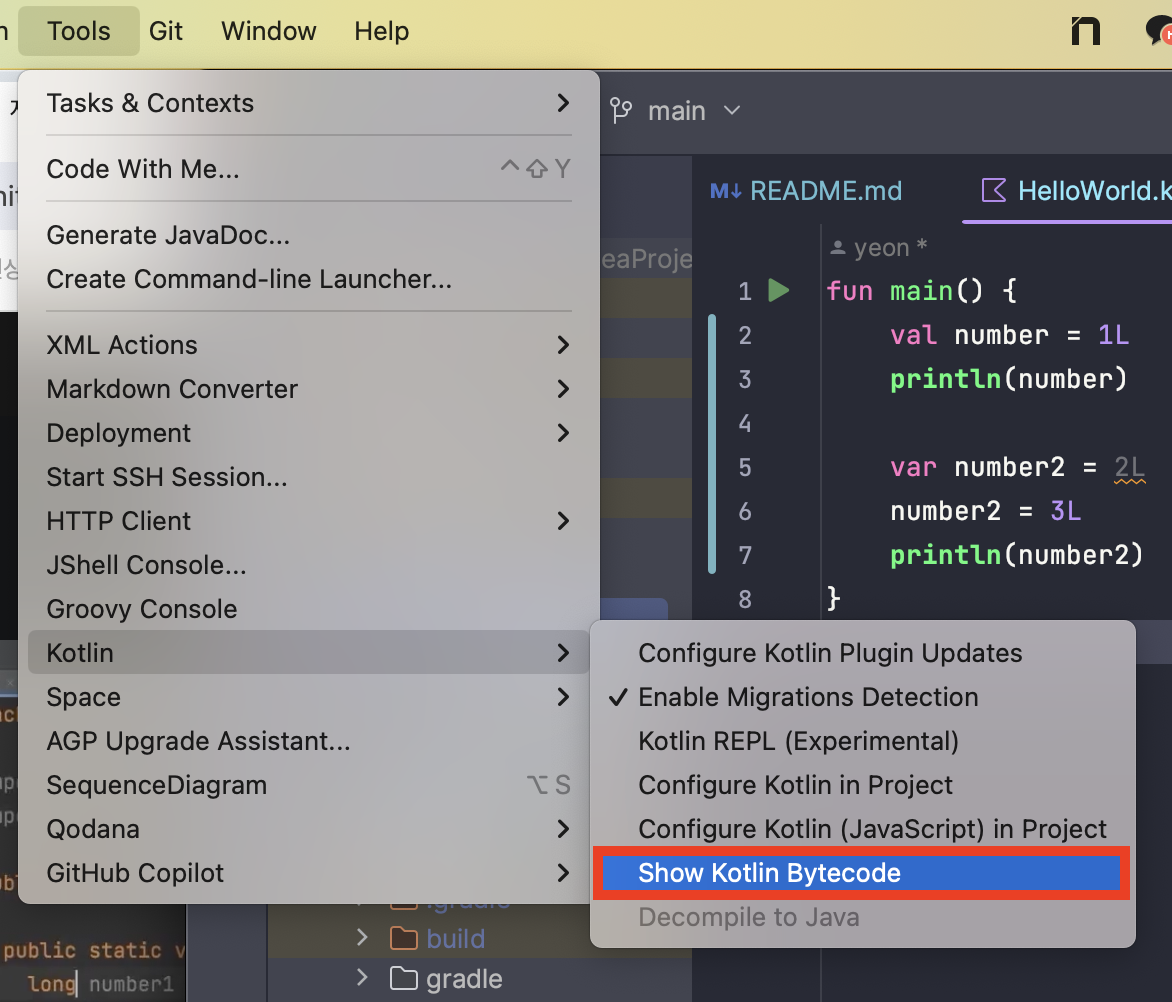 Tools Git Window Help
Tasks & Contexts
Code With Me... ^⇧Y
Generate JavaDoc...
Create Command-line Launcher...
XML Actions
Markdown Converter
Deployment
Start SSH Session...
HTTP Client
JShell Console...
Groovy Console
Kotlin
Space
AGP Upgrade Assistant...
SequenceDiagram ⌥S
Qodana
GitHub Copilot
Configure Kotlin Plugin Updates
✓ Enable Migrations Detection
Kotlin REPL (Experimental)
Configure Kotlin in Project
Configure Kotlin (JavaScript) in Project
Show Kotlin Bytecode
Decompile to Java
main
M↓ README.md HelloWorld.k
eaProje
yeon *
1 fun main() {
2 val number = 1L
3 println(number)
4
5 var number2 = 2L
6 number2 = 3L
7 println(number2)
8 }
.gradle
build
gradle
public static v
long number1